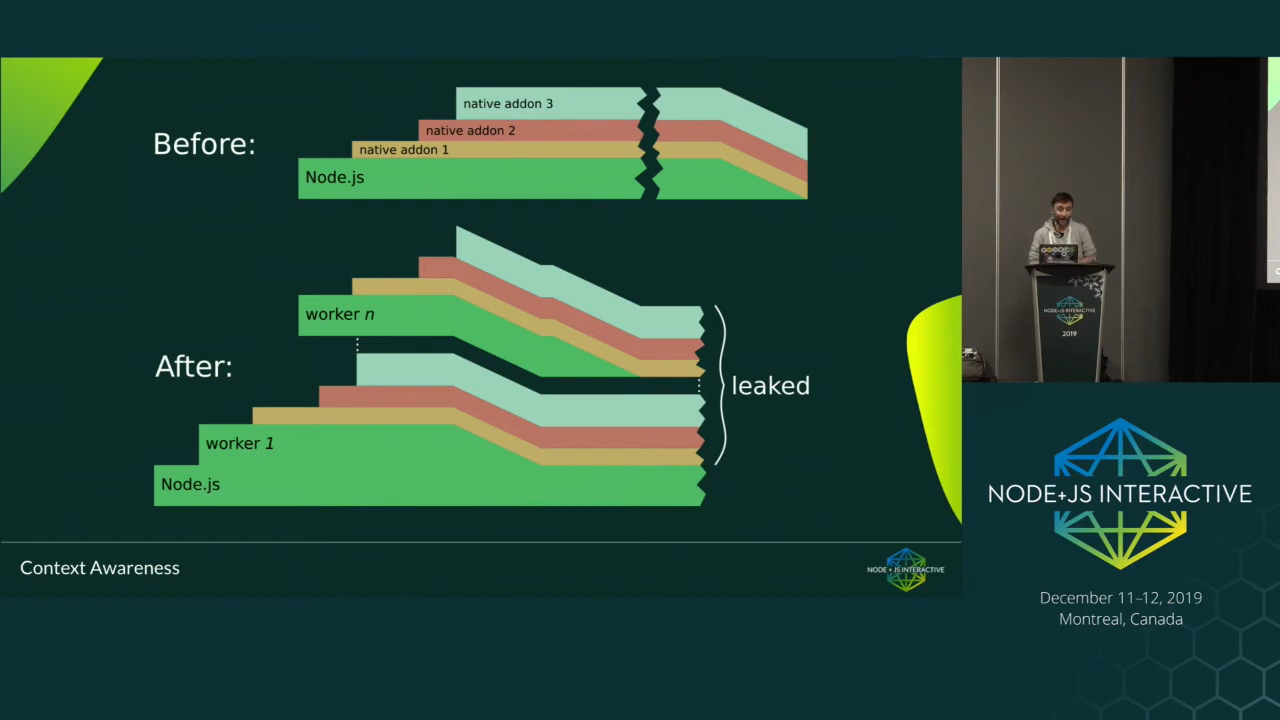 Before:
native addon 3
native addon 2
native addon 1
Node.js
After:
worker n
worker 1
Node.js
leaked
Context Awareness
NODE + JS INTERACTIVE
NODE+JS INTERACTIVE
2019
NODE+JS INTERACTIVE
December 11–12, 2019
Montreal, Canada